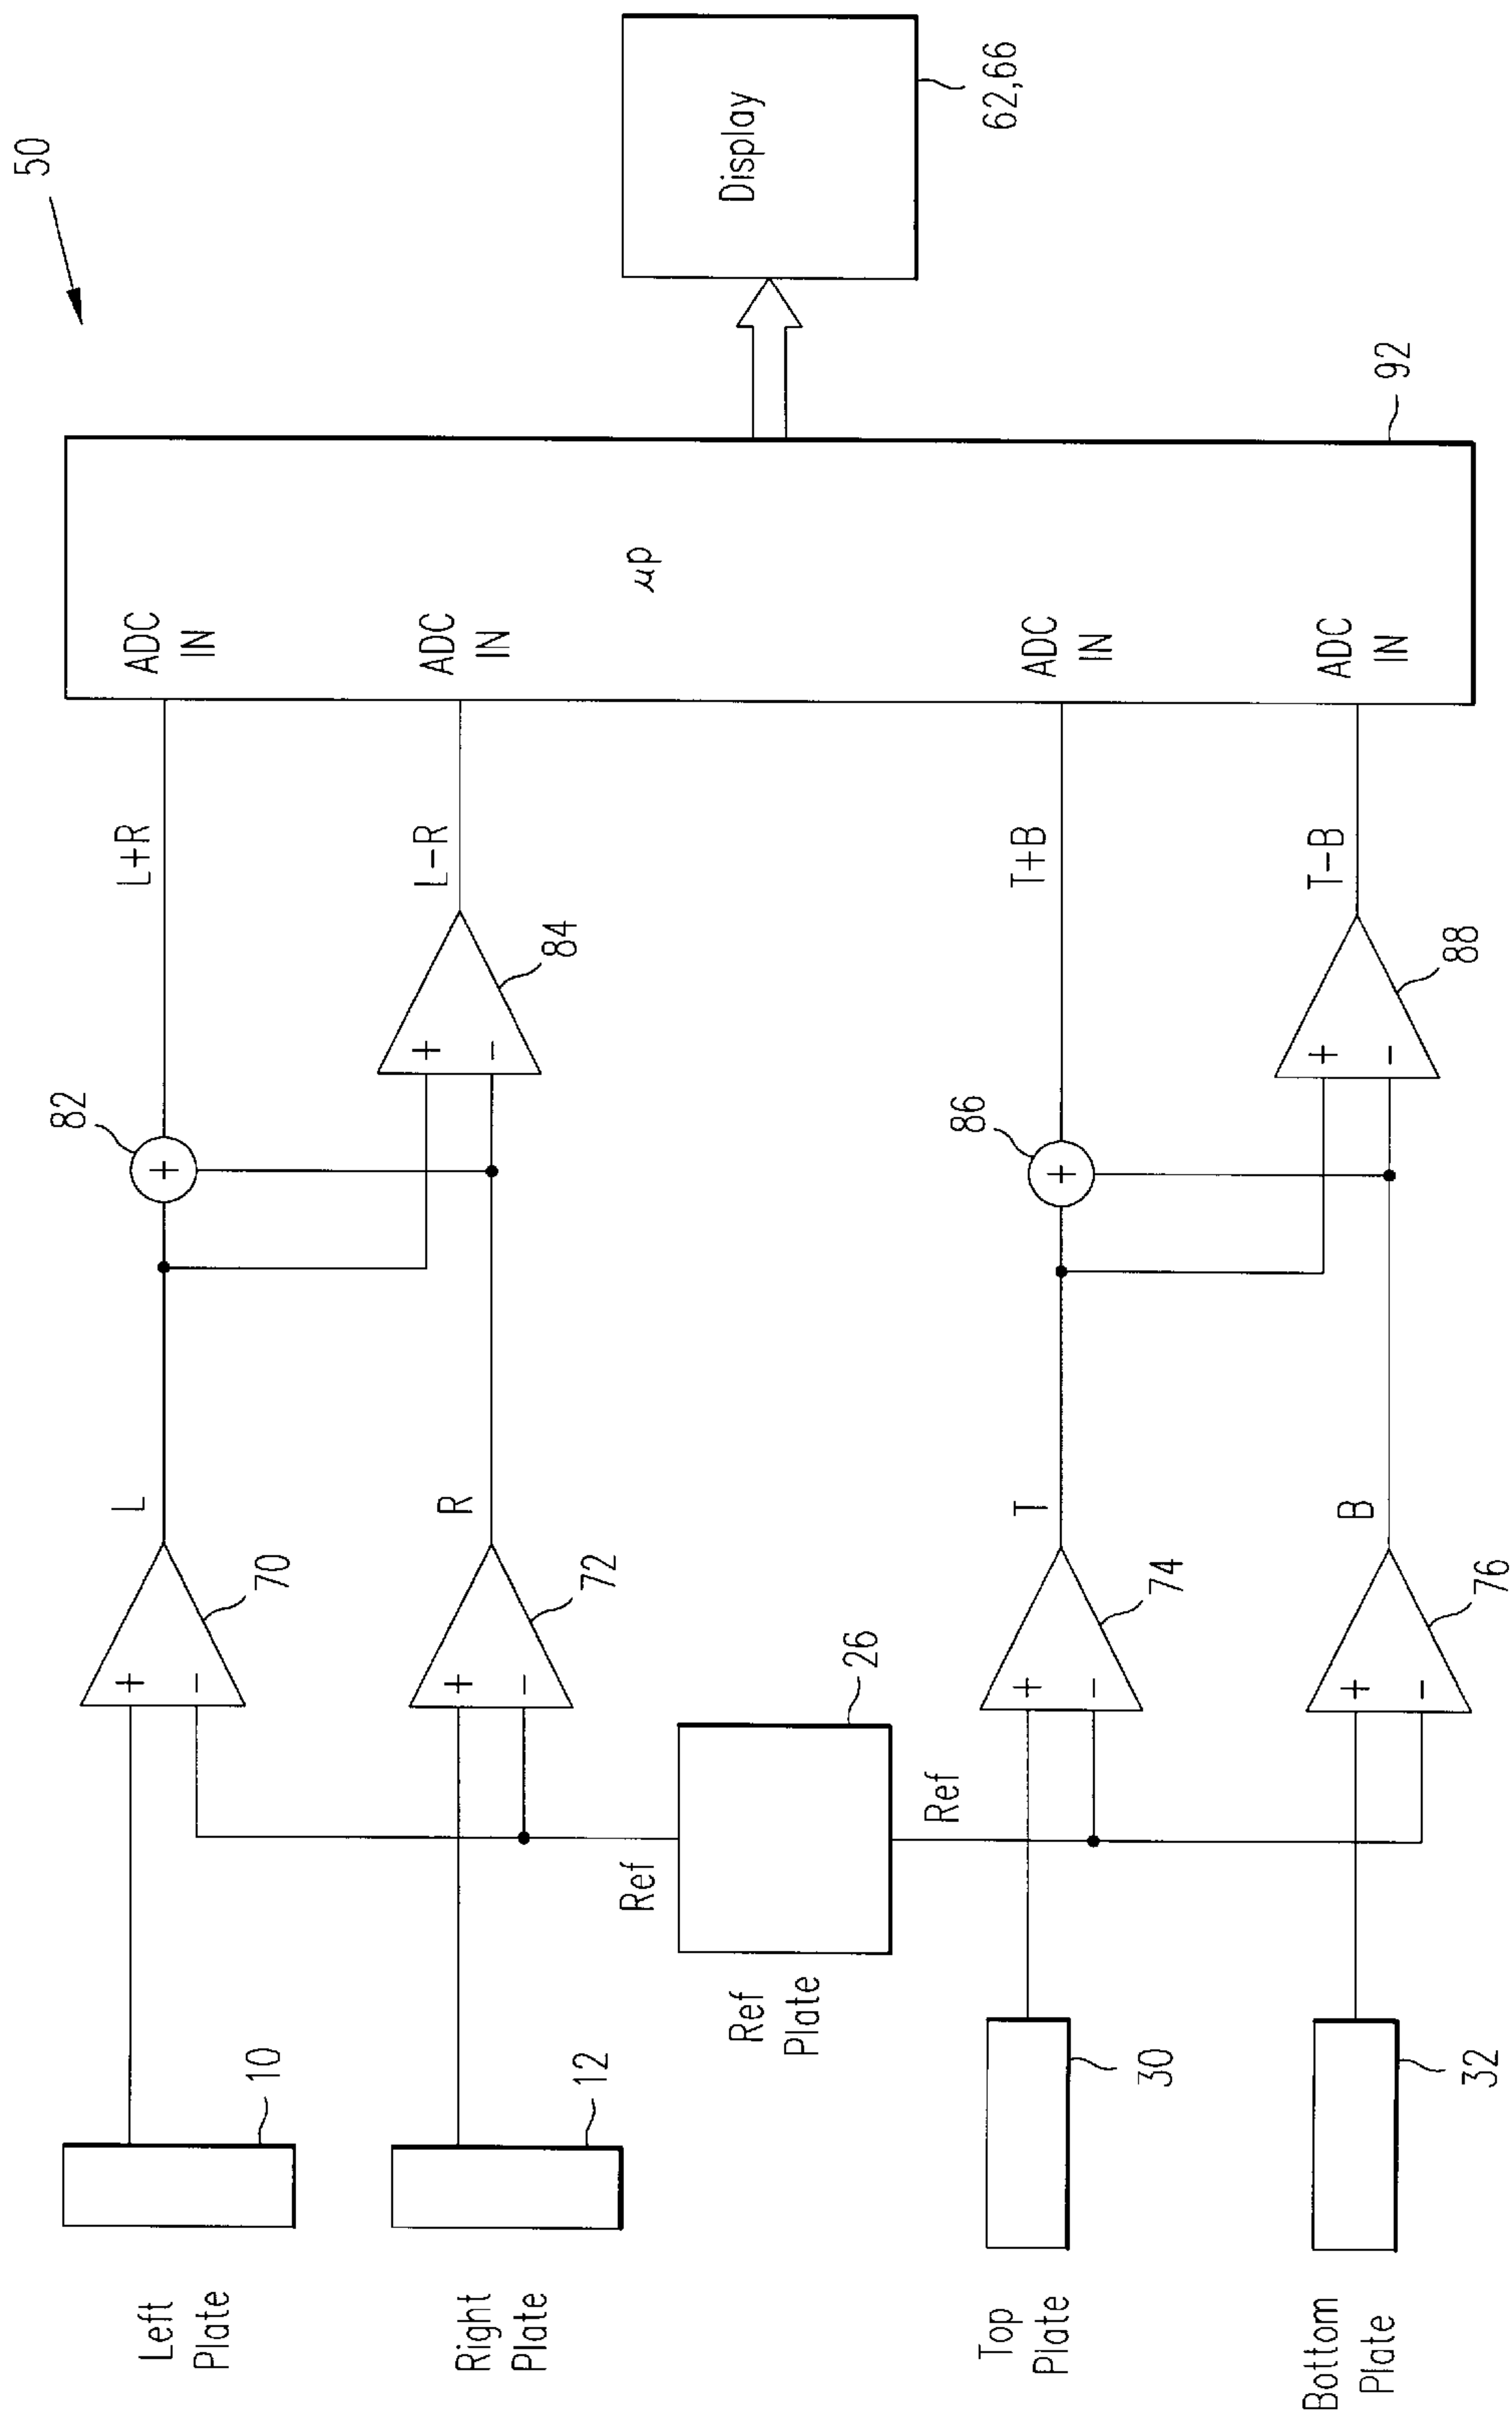 50
Left
Plate
10
+
-
70
L
82
+
L+R
ADC
IN
Right
Plate
12
+
-
72
R
+
-
84
L-R
ADC
IN
Ref
Plate
26
Ref
Ref
μp
Display
62,66
Top
Plate
30
+
-
74
T
86
+
T+B
ADC
IN
Bottom
Plate
32
+
-
76
B
+
-
88
T-B
ADC
IN
92